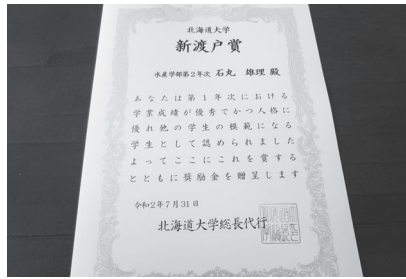 北海道大学
新渡戸賞
水産学部第2年次 石丸 雄理 殿
あなたは第1年次における
学業成績が優秀でかつ人格に
優れ他の学生の模範になる
学生として認められました
よってここにこれを賞する
とともに奨励金を贈呈します
令和2年7月31日
北海道大学総長代行